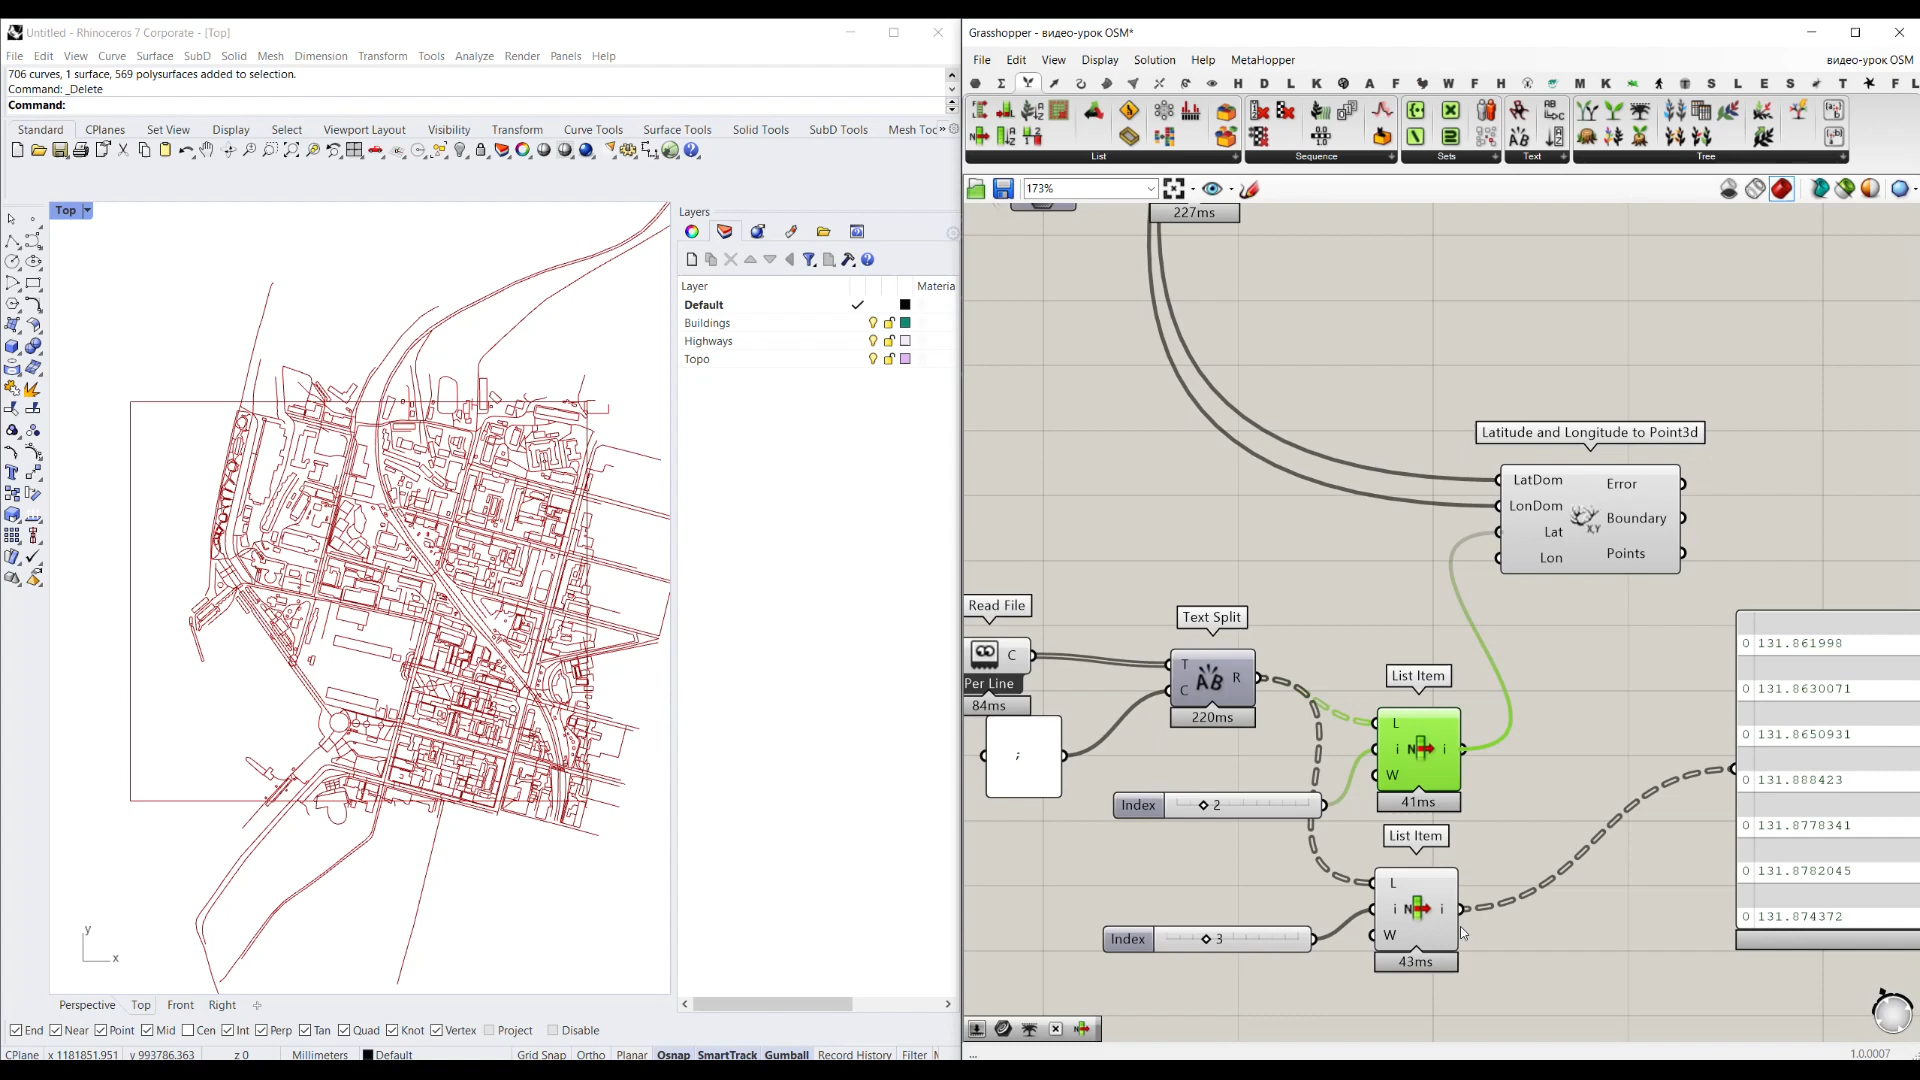 Untitled - Rhinoceros 7 Corporate - [Top]
File Edit View Curve Surface SubD Solid Mesh Dimension Transform Tools Analyze Render Panels Help
706 curves, 1 surface, 569 polysurfaces added to selection.
Command: _Delete
Command:
Standard CPlanes Set View Display Select Viewport Layout Visibility Transform Curve Tools Surface Tools Solid Tools SubD Tools Mesh Toc »
Top
y
x
Perspective Top Front Right
End Near Point Mid Cen Int Perp Tan Quad Knot Vertex Project Disable
CPlane x 1181851.951 y 993786.363 z 0 Millimeters Default Grid Snap Ortho Planar Osnap SmartTrack Gumball Record History Filter
Layers
Layer Materia
Default
Buildings
Highways
Topo
Grasshopper - видео-урок OSM*
File Edit View Display Solution Help MetaHopper видео-урок OSM
List Sequence Sets Text Tree
173%
227ms
Latitude and Longitude to Point3d
LatDom
LonDom
Lat
Lon
X,Y
Error
Boundary
Points
Read File
C
Per Line
84ms
;
Text Split
T
C
AB
R
220ms
List Item
L
i
W
N
i
41ms
Index 2
List Item
L
i
W
N
i
43ms
Index 3
0 131.861998
0 131.8630071
0 131.8650931
0 131.888423
0 131.8778341
0 131.8782045
0 131.874372
...
1.0.0007